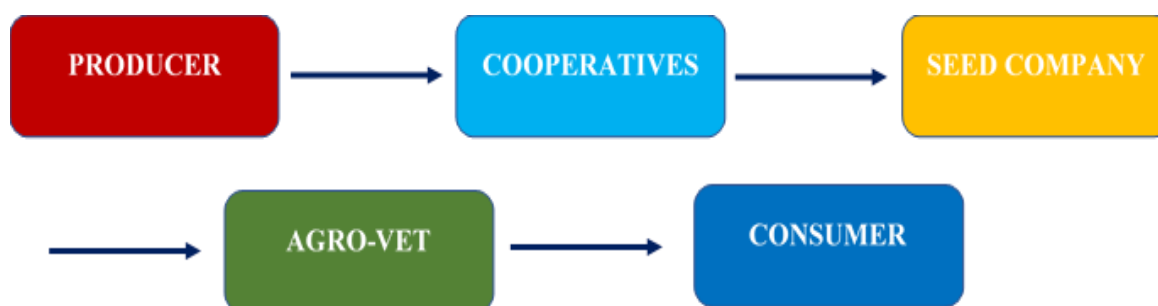 PRODUCER
COOPERATIVES
SEED COMPANY
AGRO-VET
CONSUMER